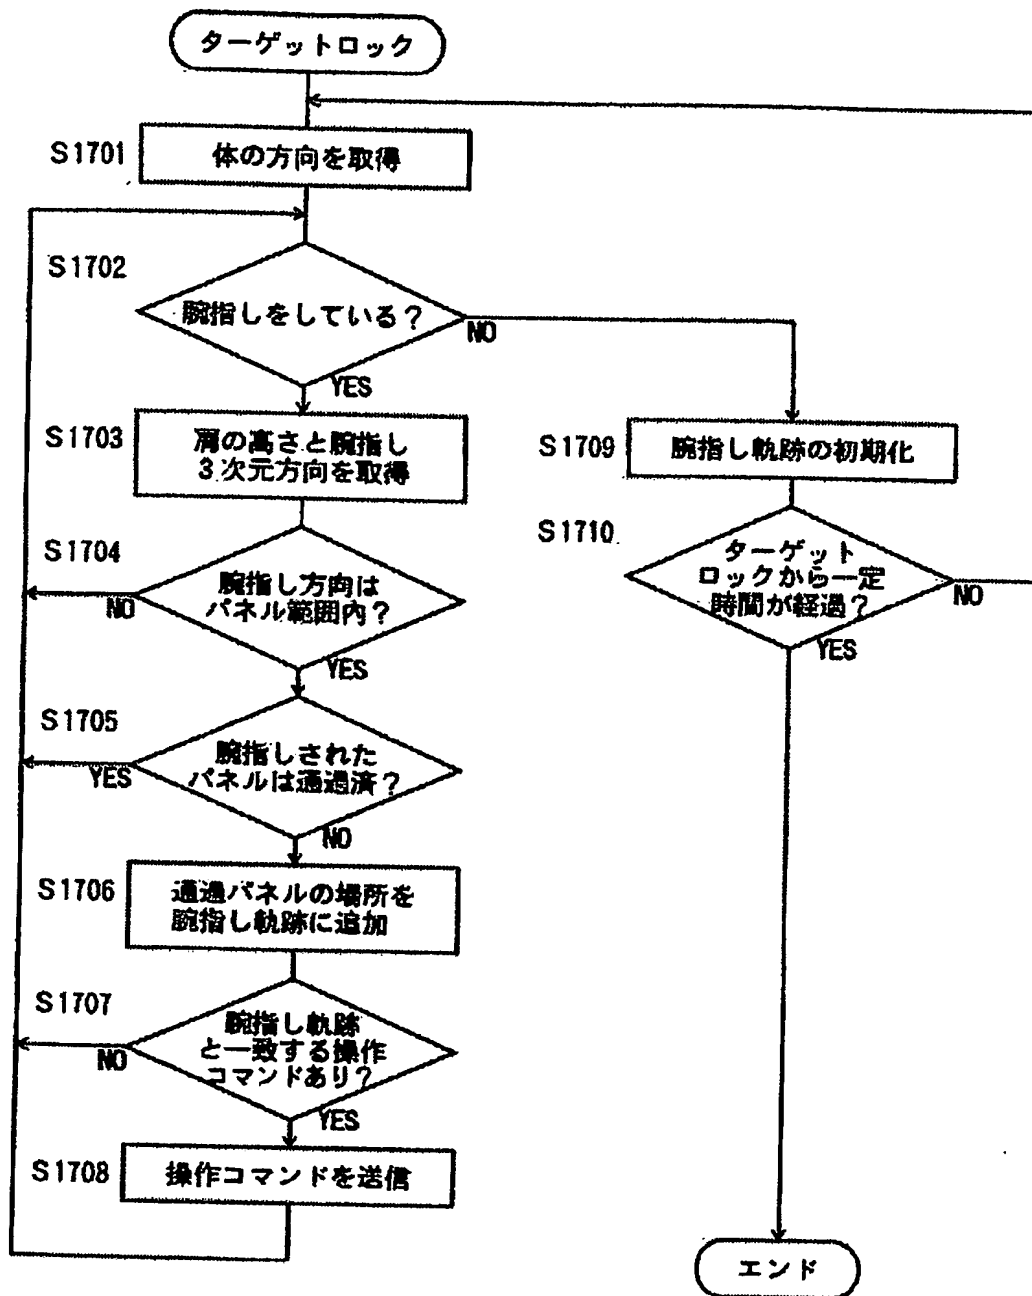 ターゲットロック
S1701
体の方向を取得
S1702
腕指しをしている?
NO
YES
S1703
肩の高さと腕指し
3次元方向を取得
S1704
腕指し方向は
パネル範囲内?
NO
YES
S1705
腕指しされた
パネルは通過済?
YES
NO
S1706
通過パネルの場所を
腕指し軌跡に追加
S1707
腕指し軌跡
と一致する操作
コマンドあり?
NO
YES
S1708
操作コマンドを送信
S1709
腕指し軌跡の初期化
S1710
ターゲット
ロックから一定
時間が経過?
NO
YES
エンド